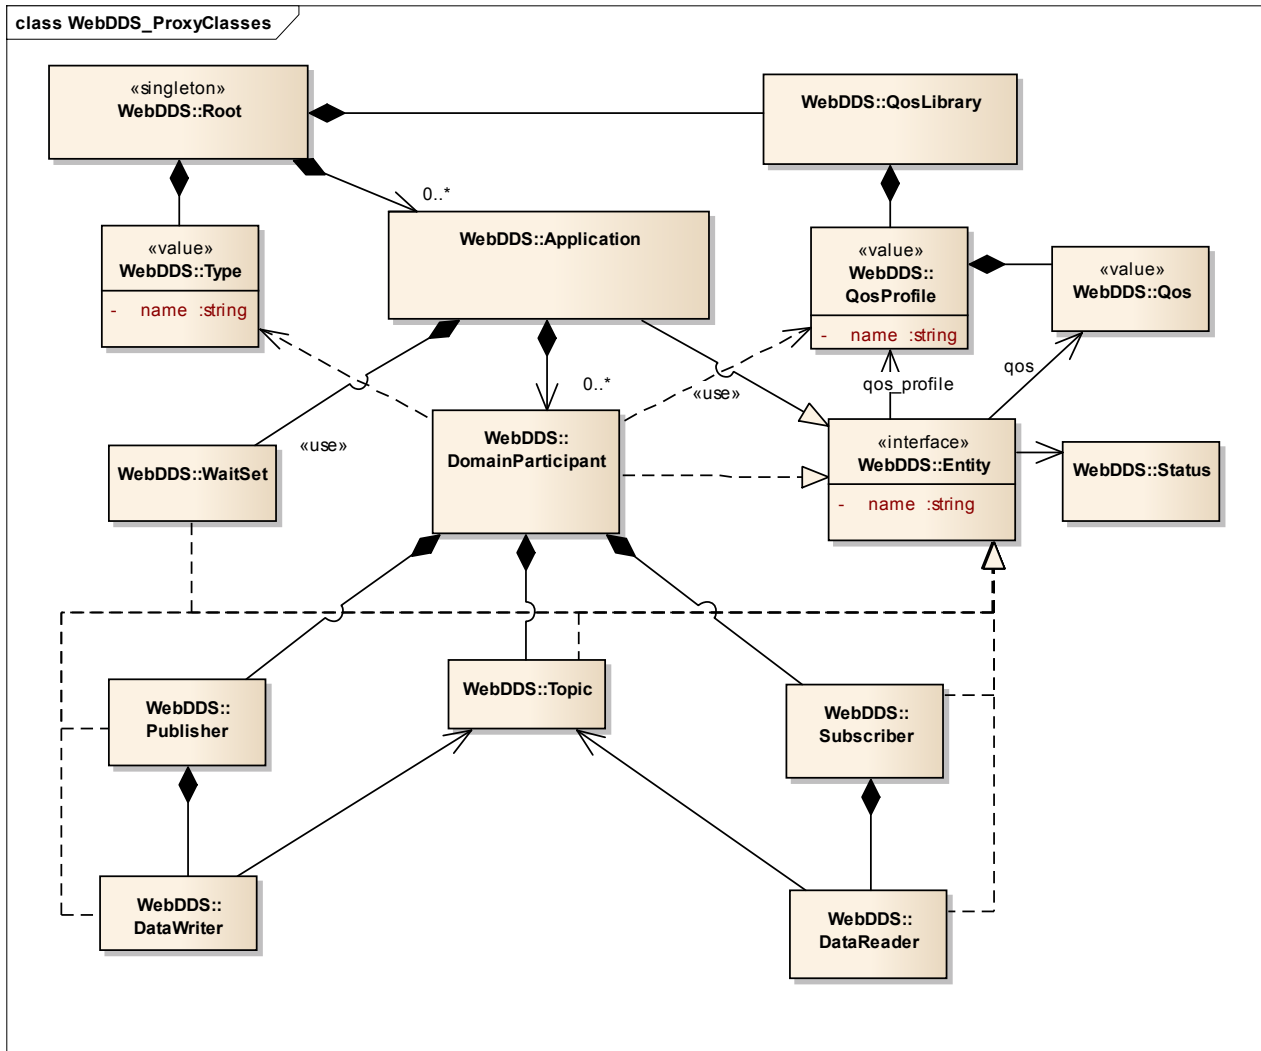 class WebDDS_ProxyClasses
«singleton»
WebDDS::Root
WebDDS::QosLibrary
0..*
WebDDS::Application
«value»
WebDDS::Type
- name :string
«value»
WebDDS::
QosProfile
- name :string
«value»
WebDDS::Qos
qos
qos_profile
0..*
«use»
«use»
WebDDS::
DomainParticipant
WebDDS::WaitSet
«interface»
WebDDS::Entity
- name :string
WebDDS::Status
WebDDS::
Publisher
WebDDS::Topic
WebDDS::
Subscriber
WebDDS::
DataWriter
WebDDS::
DataReader